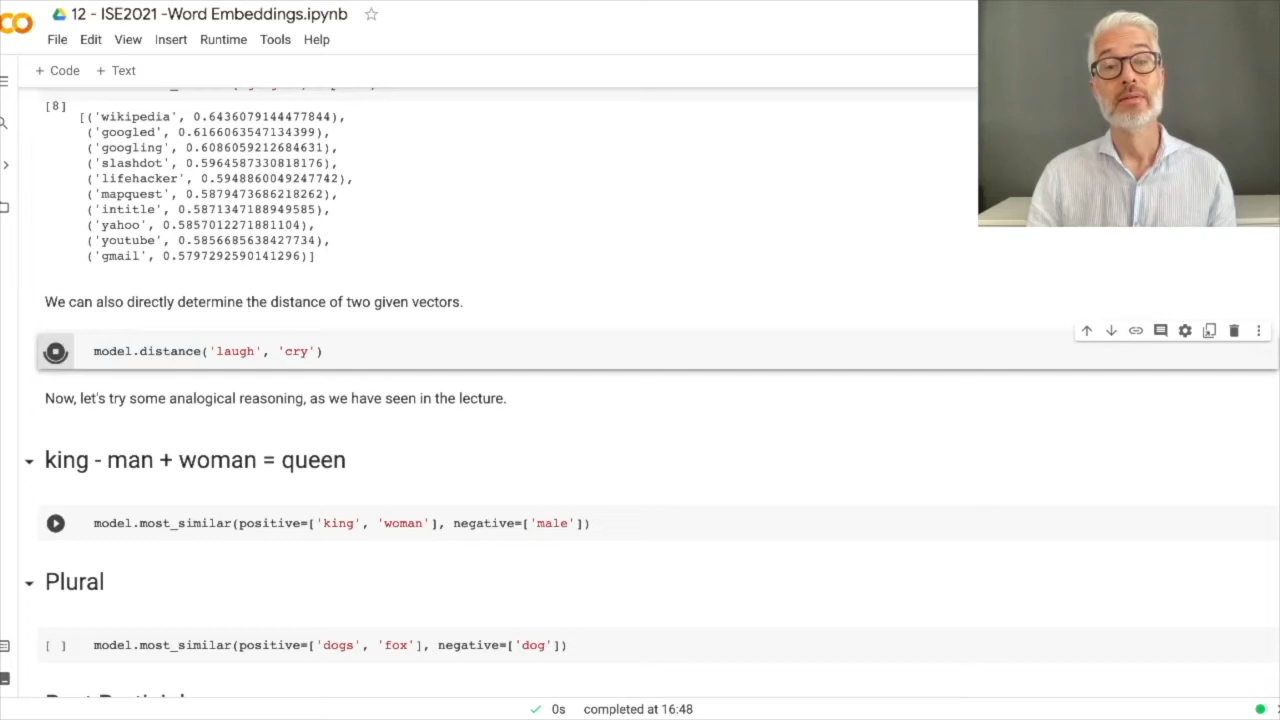 CO
12 - ISE2021 -Word Embeddings.ipynb
File Edit View Insert Runtime Tools Help
+ Code + Text
[8]
[('wikipedia', 0.6436079144477844),
('googled', 0.6166063547134399),
('googling', 0.6086059212684631),
('slashdot', 0.5964587330818176),
('lifehacker', 0.5948860049247742),
('mapquest', 0.5879473686218262),
('intitle', 0.5871347188949585),
('yahoo', 0.5857012271881104),
('youtube', 0.5856685638427734),
('gmail', 0.5797292590141296)]
We can also directly determine the distance of two given vectors.
model.distance('laugh', 'cry')
Now, let's try some analogical reasoning, as we have seen in the lecture.
king - man + woman = queen
model.most_similar(positive=['king', 'woman'], negative=['male'])
Plural
[ ] model.most_similar(positive=['dogs', 'fox'], negative=['dog'])
0s completed at 16:48